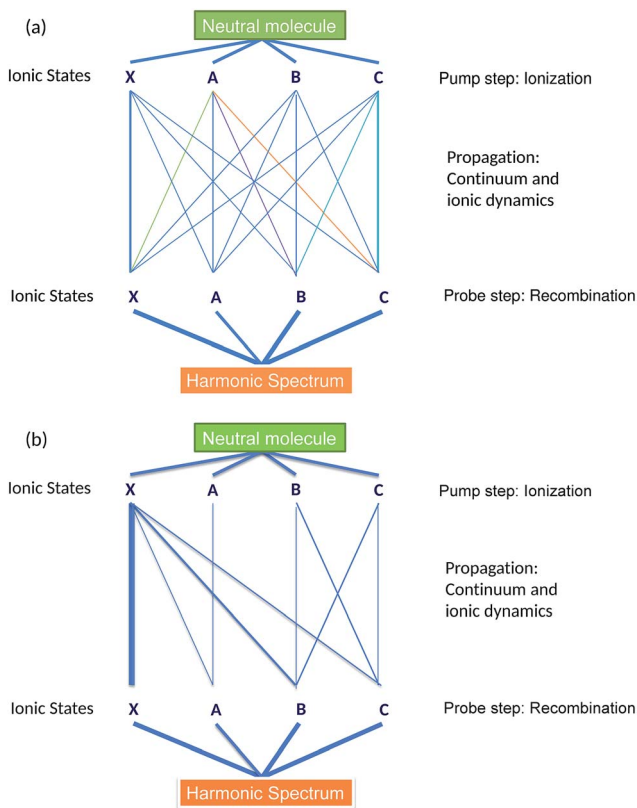 (a)
Neutral molecule
Ionic States X A B C Pump step: Ionization
Propagation:
Continuum and
ionic dynamics
Ionic States X A B C Probe step: Recombination
Harmonic Spectrum
(b)
Neutral molecule
Ionic States X A B C Pump step: Ionization
Propagation:
Continuum and
ionic dynamics
Ionic States X A B C Probe step: Recombination
Harmonic Spectrum